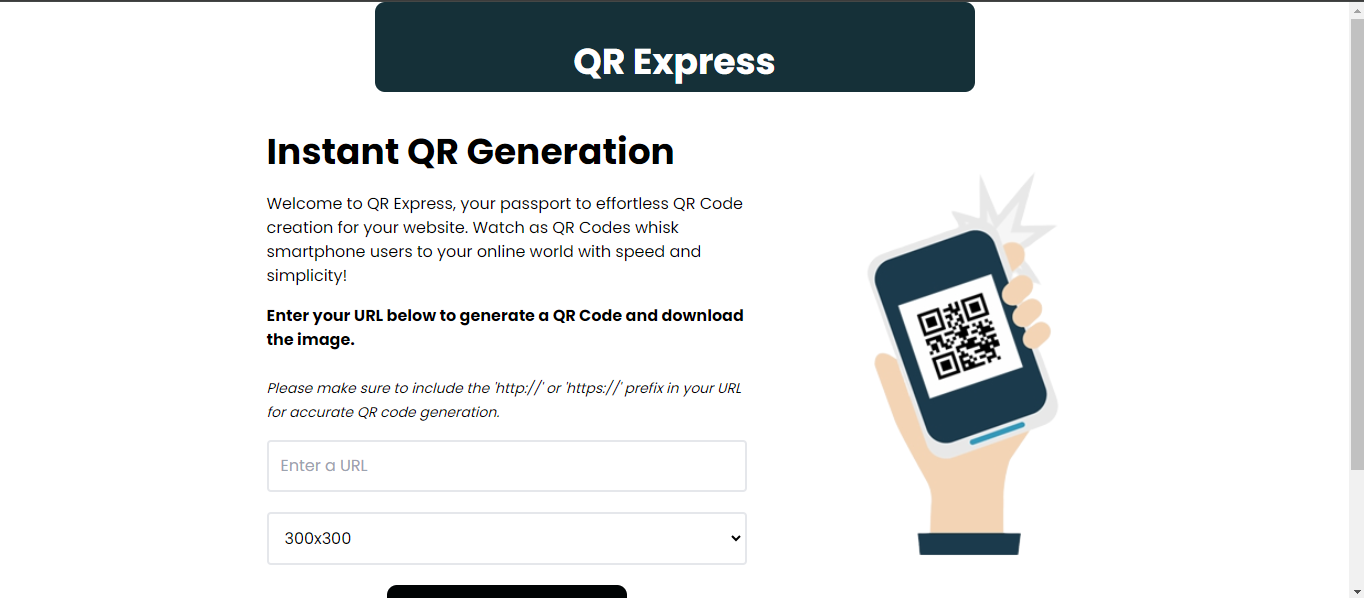 QR Express
Instant QR Generation
Welcome to QR Express, your passport to effortless QR Code
creation for your website. Watch as QR Codes whisk
smartphone users to your online world with speed and
simplicity!
Enter your URL below to generate a QR Code and download
the image.
Please make sure to include the 'http://' or 'https://' prefix in your URL
for accurate QR code generation.
Enter a URL
300x300